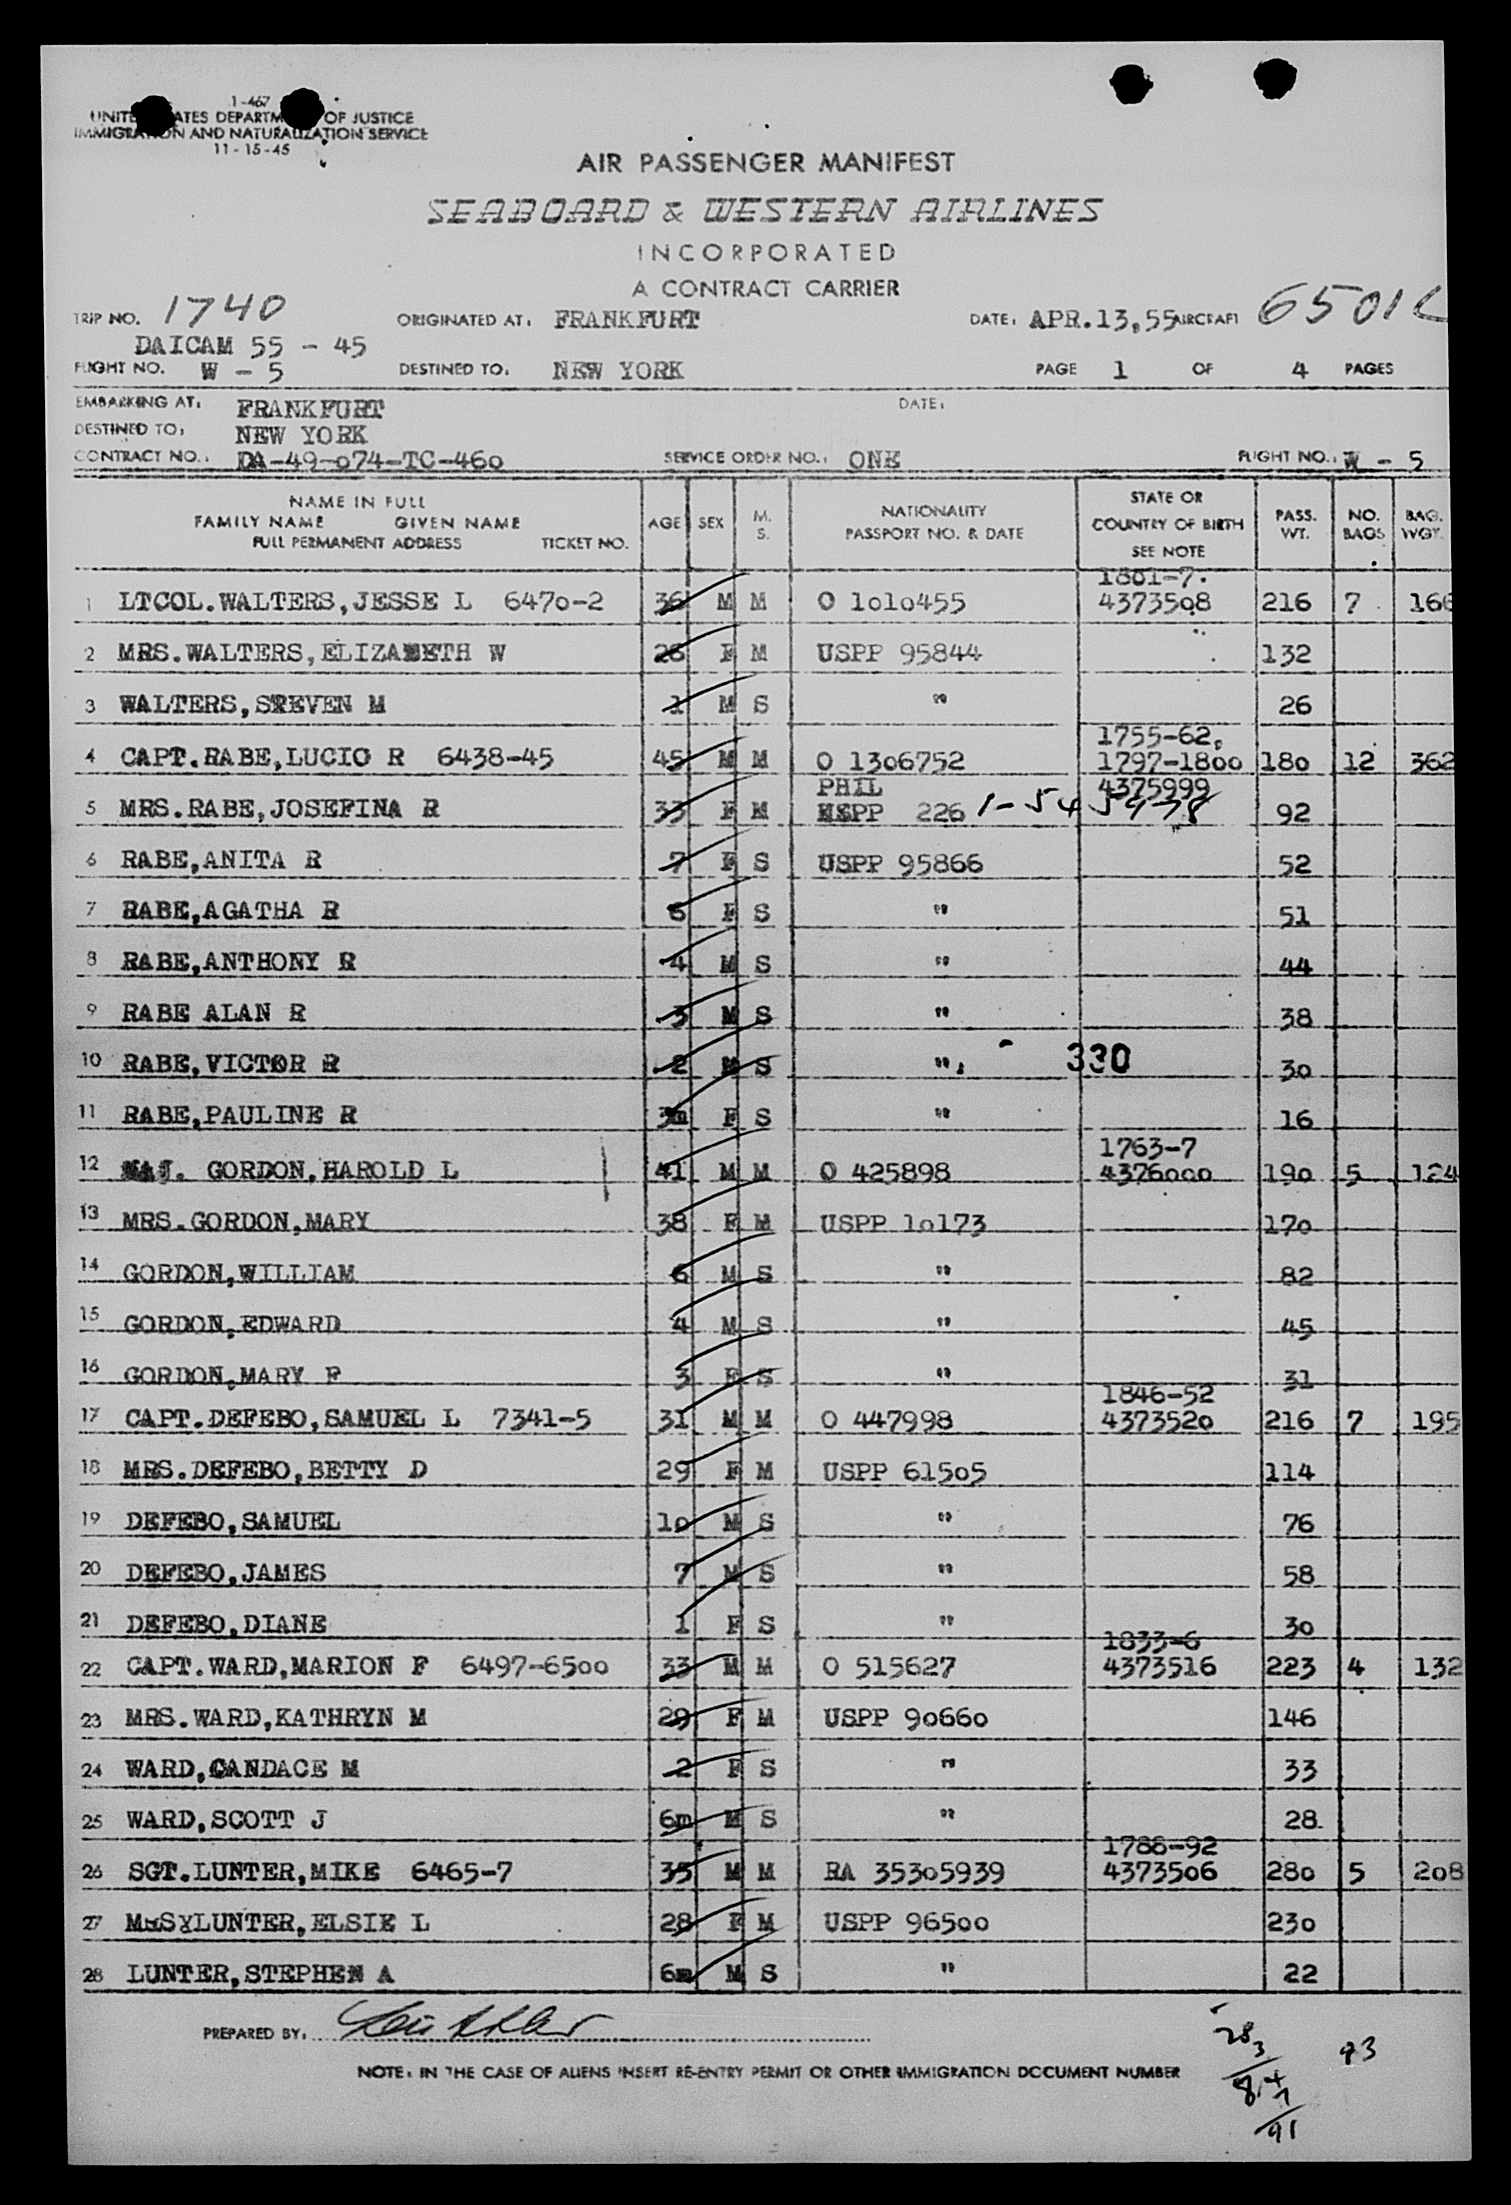 1-467
UNITED STATES DEPARTMENT OF JUSTICE
IMMIGRATION AND NATURALIZATION SERVICE
11-15-45
AIR PASSENGER MANIFEST
SEABOARD & WESTERN AIRLINES
INCORPORATED
A CONTRACT CARRIER
TRIP NO. 1740 ORIGINATED AT: FRANKFURT DATE: APR.13,55 AIRCRAFT 6501C
DAICAM 55 - 45
FLIGHT NO. W - 5 DESTINED TO: NEW YORK PAGE 1 OF 4 PAGES
EMBARKING AT: FRANKFURT DATE:
DESTINED TO: NEW YORK
CONTRACT NO.: DA-49-074-TC-460 SERVICE ORDER NO.: ONE FLIGHT NO.: W - 5
NAME IN FULL
FAMILY NAME GIVEN NAME
FULL PERMANENT ADDRESS TICKET NO. AGE SEX M. S. NATIONALITY PASSPORT NO. & DATE STATE OR COUNTRY OF BIRTH SEE NOTE PASS. WT. NO. BAGS BAG. WGT.
1801-7.
1 LTCOL.WALTERS,JESSE L 6470-2 36 M M O 1010455 4373508 216 7 166
2 MRS.WALTERS,ELIZABETH W 26 F M USPP 95844 132
3 WALTERS,STEVEN M 1 M S " 26
1755-62,
4 CAPT.RABE,LUCIO R 6438-45 45 M M O 1306752 1797-1800 180 12 362
PHIL 4375999
5 MRS.RABE,JOSEFINA R 33 F M USPP 226 92
6 RABE,ANITA R 7 F S USPP 95866 52
7 RABE,AGATHA R 6 F S " 51
8 RABE,ANTHONY R 4 M S " 44
9 RABE ALAN R 3 M S " 38
10 RABE,VICTOR R 2 M S " 330 30
11 RABE,PAULINE R 3m F S " 16
1763-7
12 MAJ. GORDON,HAROLD L 41 M M O 425898 4376000 190 5 124
13 MRS.GORDON,MARY 38 F M USPP 10173 170
14 GORDON,WILLIAM 6 M S " 82
15 GORDON,EDWARD 4 M S " 45
16 GORDON,MARY F 3 F S " 31
1846-52
17 CAPT.DEFEBO,SAMUEL L 7341-5 31 M M O 447998 4373520 216 7 195
18 MRS.DEFEBO,BETTY D 29 F M USPP 61505 114
19 DEFEBO,SAMUEL 10 M S " 76
20 DEFEBO,JAMES 7 M S " 58
21 DEFEBO,DIANE 1 F S " 30
1833-6
22 CAPT.WARD,MARION F 6497-6500 33 M M O 515627 4373516 223 4 132
23 MRS.WARD,KATHRYN M 29 F M USPP 90660 146
24 WARD,CANDACE M 2 F S " 33
25 WARD,SCOTT J 6m M S " 28
1786-92
26 SGT.LUNTER,MIKE 6465-7 35 M M RA 35305939 4373506 280 5 208
27 MRS LUNTER,ELSIE L 28 F M USPP 96500 230
28 LUNTER,STEPHEN A 6m M S " 22
PREPARED BY:
NOTE: IN THE CASE OF ALIENS INSERT RE-ENTRY PERMIT OR OTHER IMMIGRATION DOCUMENT NUMBER
28
3
93
91